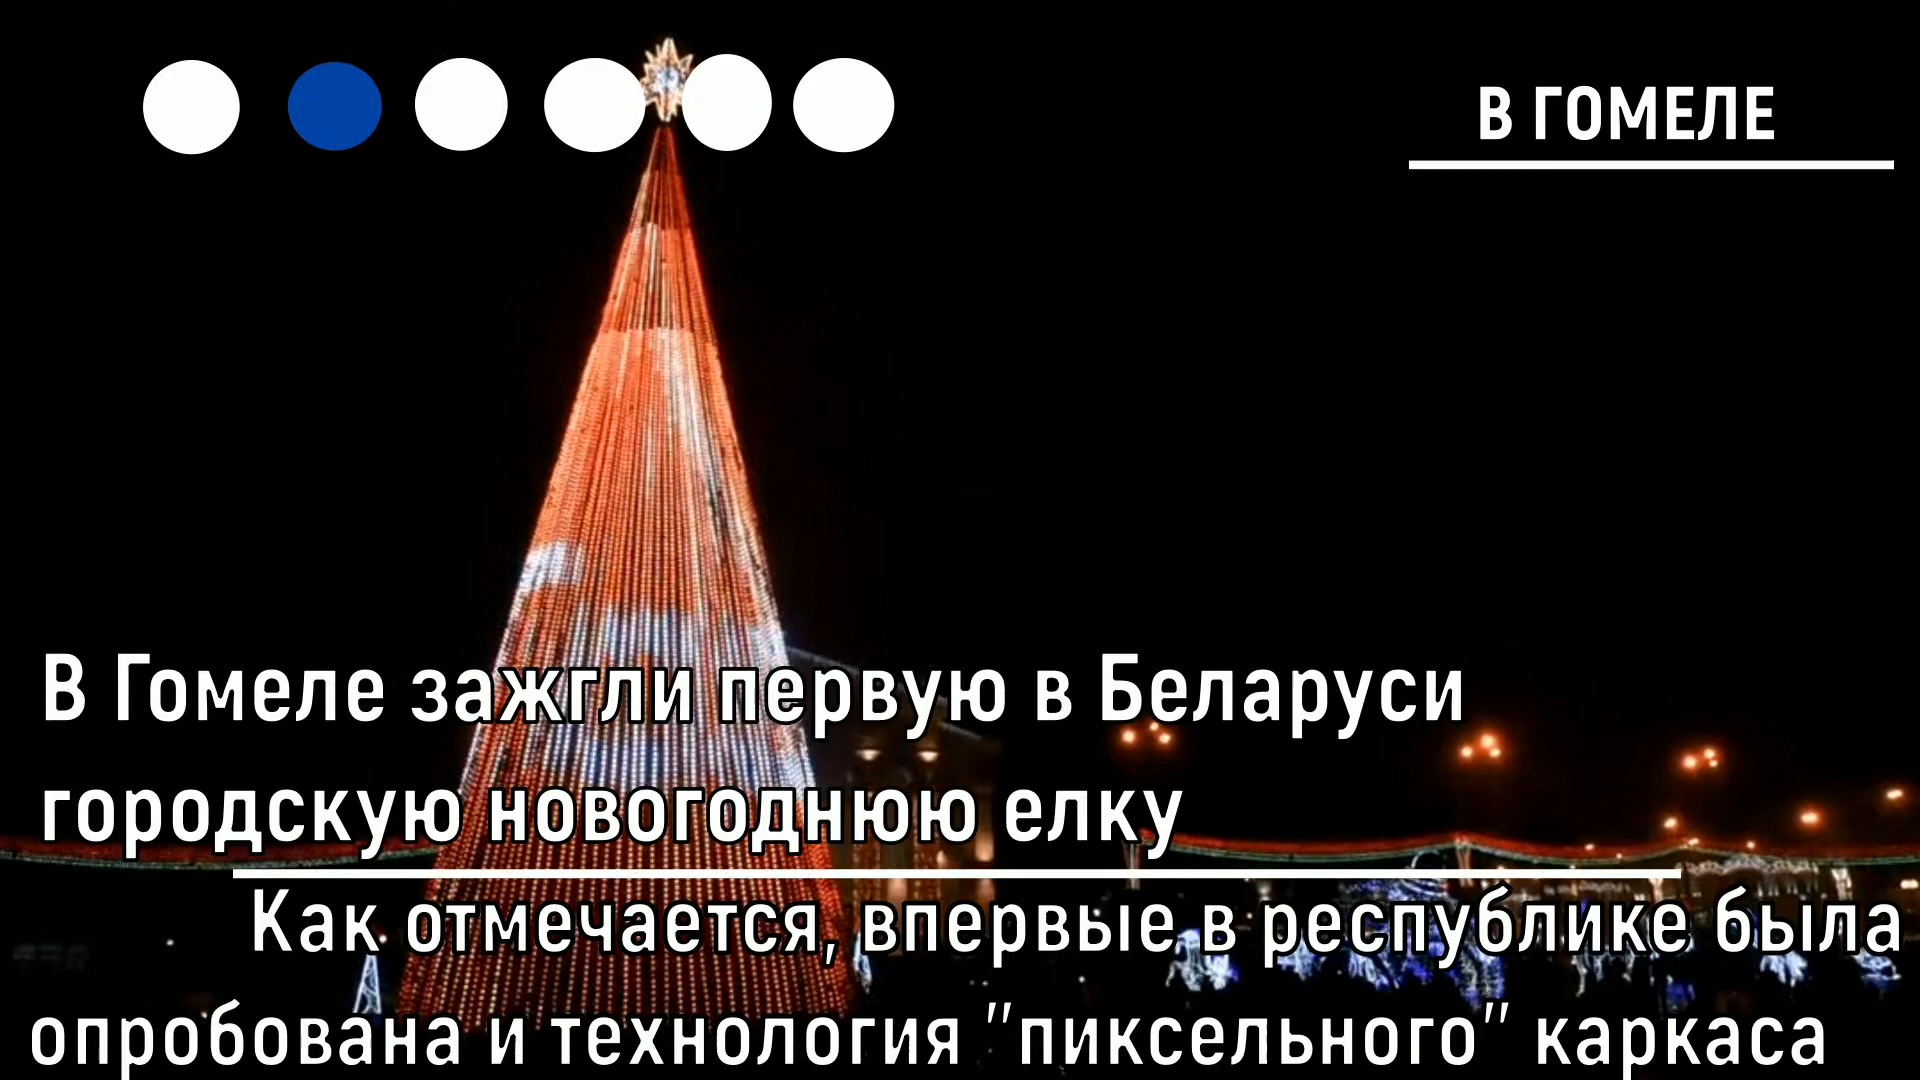 В ГОМЕЛЕ
В Гомеле зажгли первую в Беларуси
городскую новогоднюю елку
Как отмечается, впервые в республике была
опробована и технология "пиксельного" каркаса